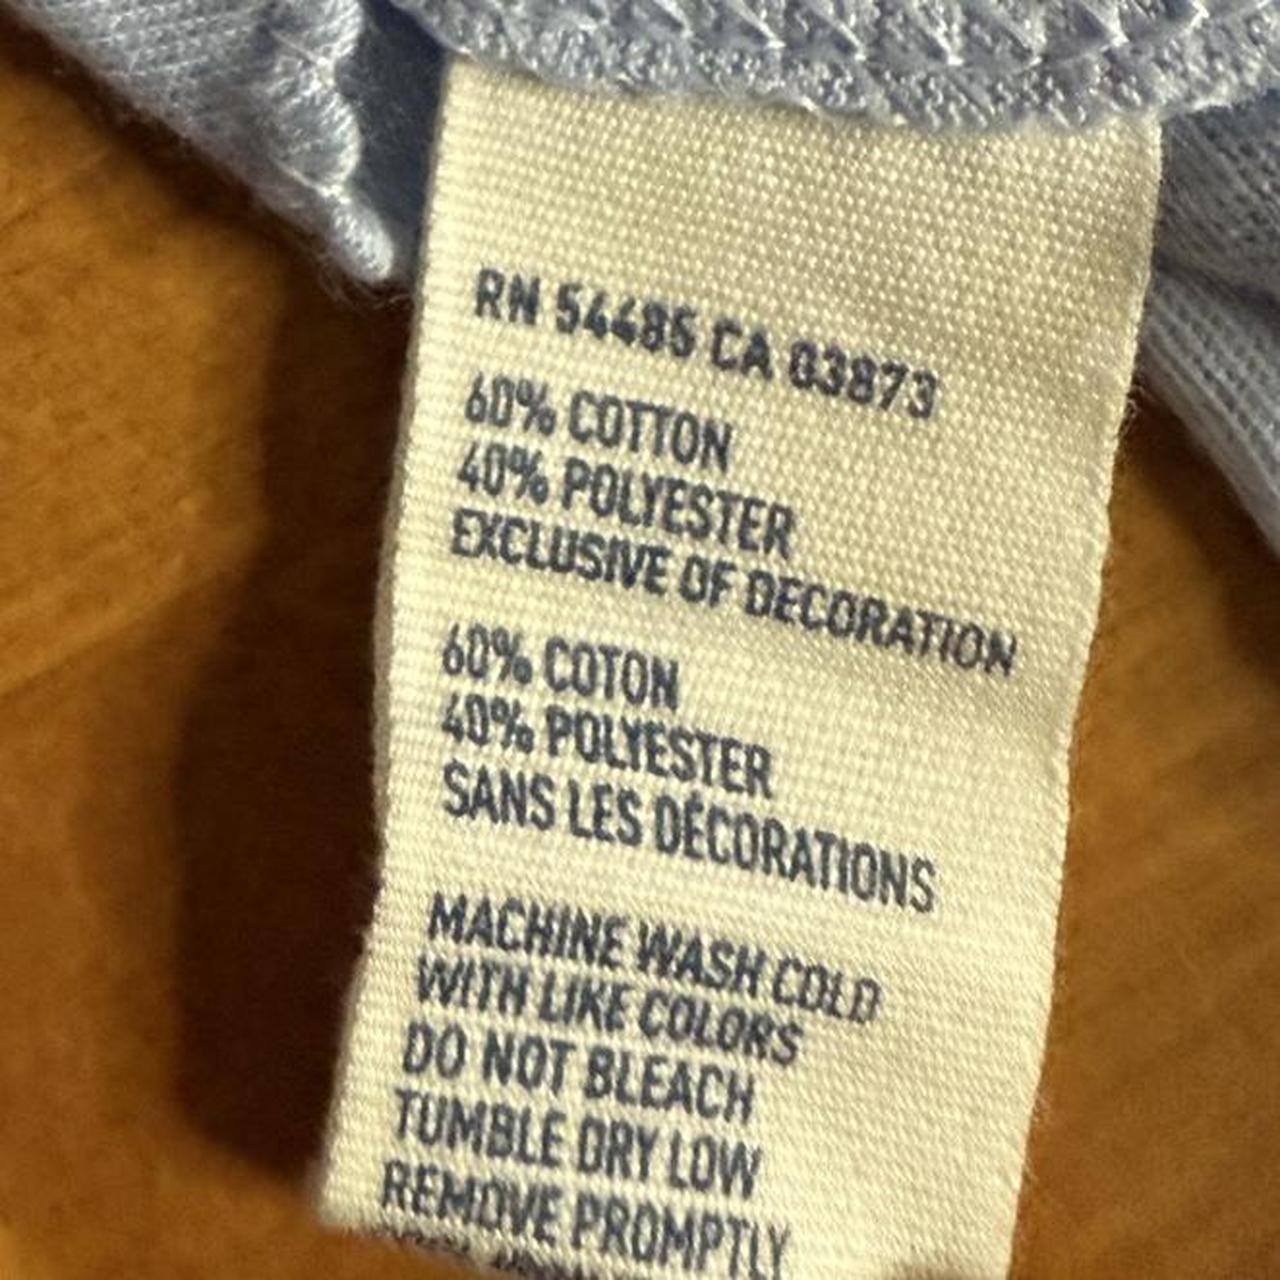 RN 54485 CA 03873
60% COTTON
40% POLYESTER
EXCLUSIVE OF DECORATION
60% COTON
40% POLYESTER
SANS LES DÉCORATIONS
MACHINE WASH COLD
WITH LIKE COLORS
DO NOT BLEACH
TUMBLE DRY LOW
REMOVE PROMPTLY